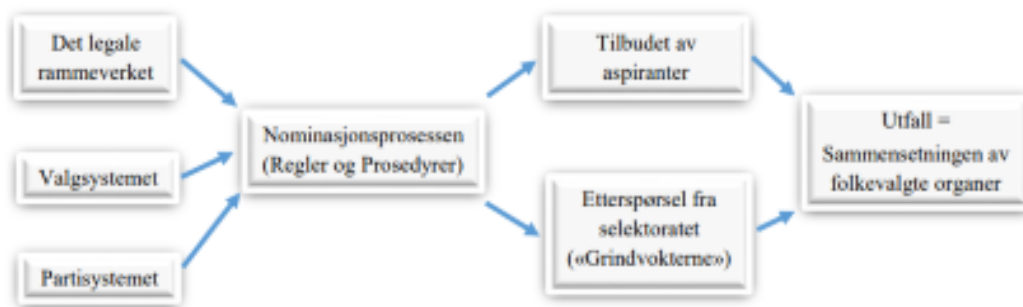 Det legale
rammeverket
Valgsystemet
Partisystemet
Nominasjonsprosessen
(Regler og Prosedyrer)
Tilbudet av
aspiranter
Etterspørsel fra
selektoratet
(«Grindvokterne»)
Utfall =
Sammensetningen av
folkevalgte organer